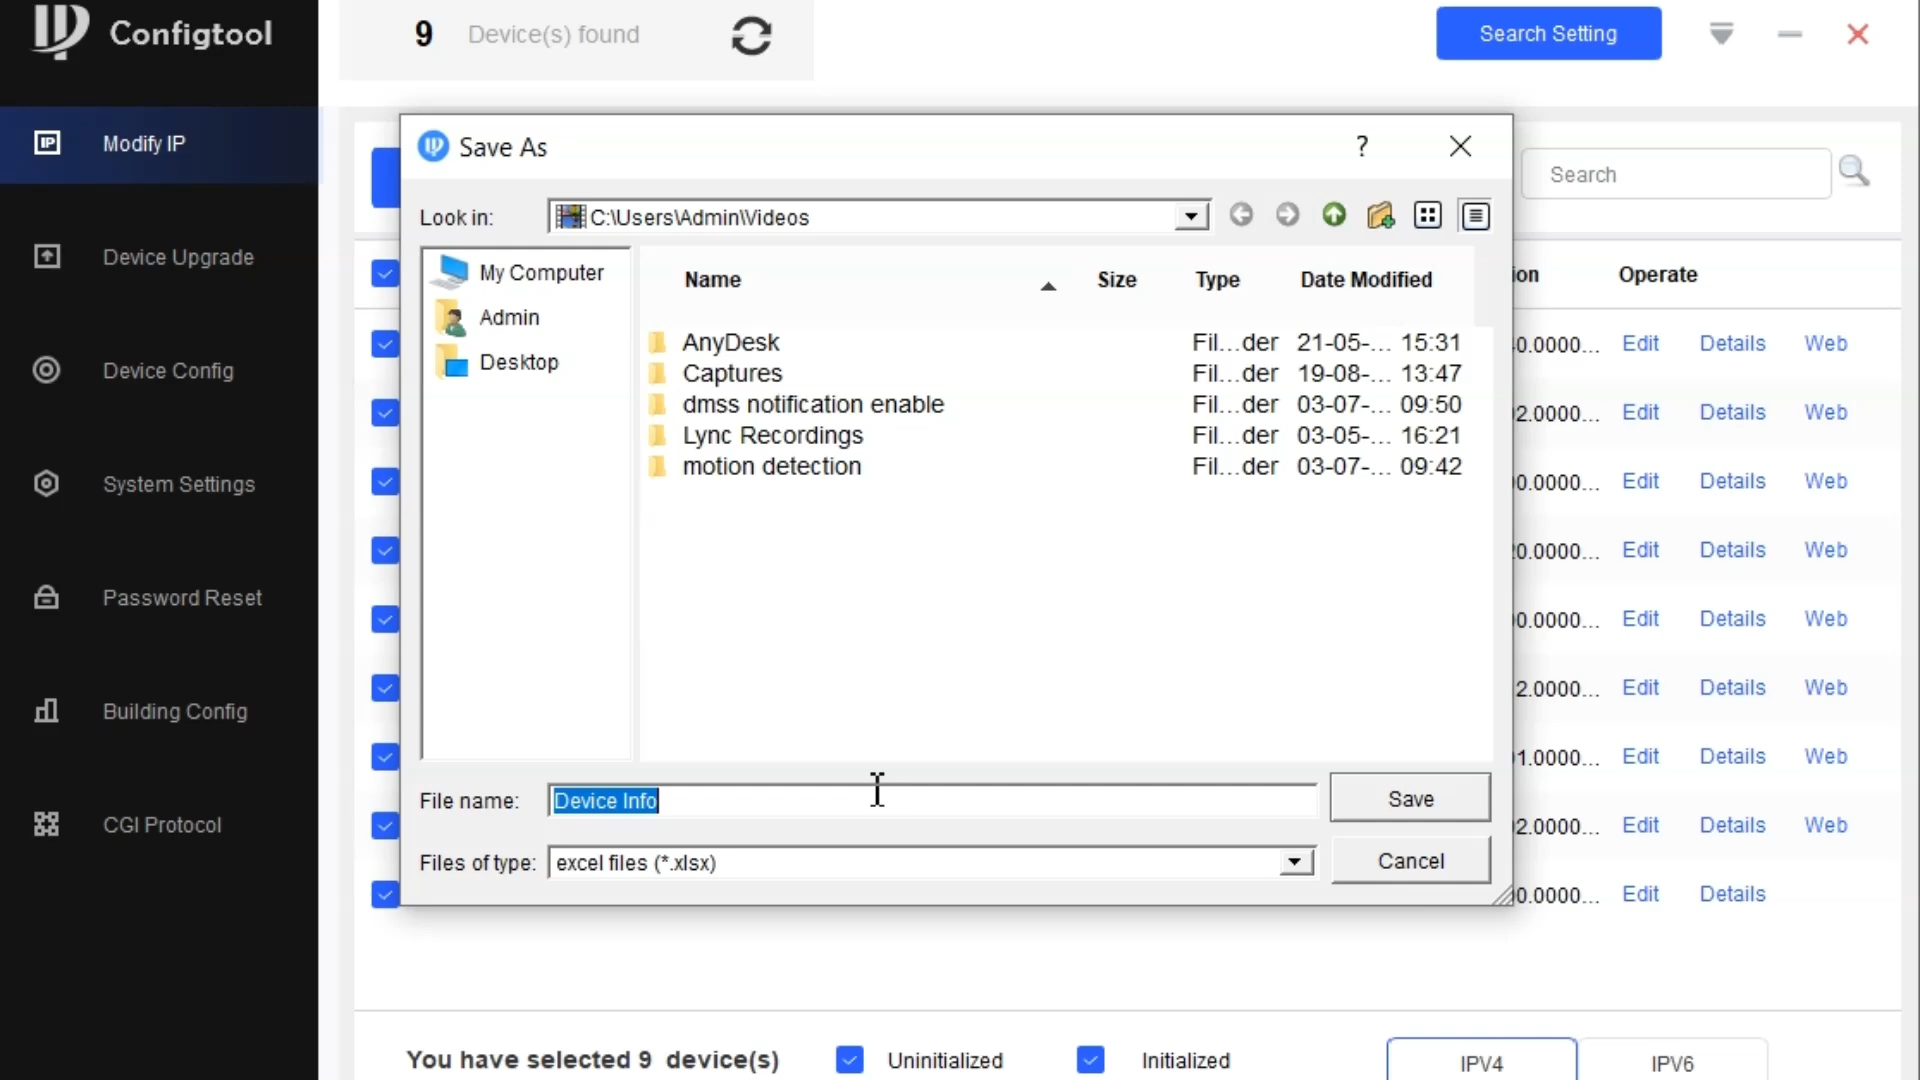 Configtool
9 Device(s) found
Search Setting
IP Modify IP
Device Upgrade
Device Config
System Settings
Password Reset
Building Config
CGI Protocol
Save As ?
Look in: C:\Users\Admin\Videos
Search
My Computer
Admin
Desktop
Name Size Type Date Modified
AnyDesk Fil...der 21-05-... 15:31
Captures Fil...der 19-08-... 13:47
dmss notification enable Fil...der 03-07-... 09:50
Lync Recordings Fil...der 03-05-... 16:21
motion detection Fil...der 03-07-... 09:42
File name: Device Info Save
Files of type: excel files (*.xlsx) Cancel
ion Operate
0.0000... Edit Details Web
2.0000... Edit Details Web
0.0000... Edit Details Web
0.0000... Edit Details Web
0.0000... Edit Details Web
2.0000... Edit Details Web
1.0000... Edit Details Web
2.0000... Edit Details Web
0.0000... Edit Details
You have selected 9 device(s) Uninitialized Initialized IPV4 IPV6